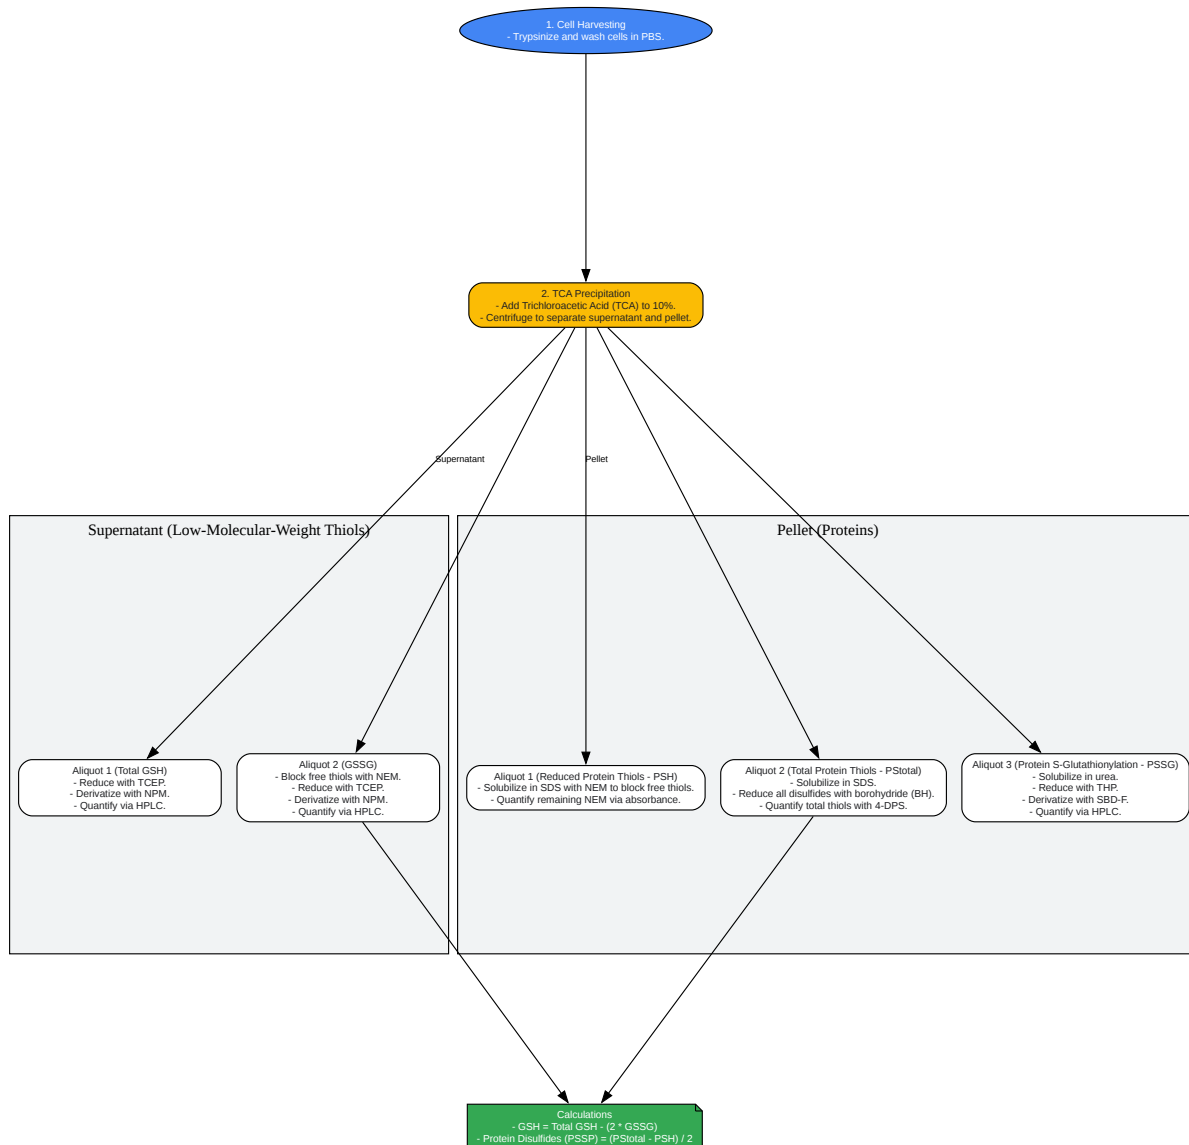 1. Cell Harvesting
- Trypsinize and wash cells in PBS.
2. TCA Precipitation
- Add Trichloroacetic Acid (TCA) to 10%.
- Centrifuge to separate supernatant and pellet.
Supernatant
Pellet
Supernatant (Low-Molecular-Weight Thiols)
Pellet (Proteins)
Aliquot 1 (Total GSH)
- Reduce with TCEP.
- Derivatize with NPM.
- Quantify via HPLC.
Aliquot 2 (GSSG)
- Block free thiols with NEM.
- Reduce with TCEP.
- Derivatize with NPM.
- Quantify via HPLC.
Aliquot 1 (Reduced Protein Thiols - PSH)
- Solubilize in SDS with NEM to block free thiols.
- Quantify remaining NEM via absorbance.
Aliquot 2 (Total Protein Thiols - PStotal)
- Solubilize in SDS.
- Reduce all disulfides with borohydride (BH).
- Quantify total thiols with 4-DPS.
Aliquot 3 (Protein S-Glutathionylation - PSSG)
- Solubilize in urea.
- Reduce with THP.
- Derivatize with SBD-F.
- Quantify via HPLC.
Calculations
- GSH = Total GSH - (2 * GSSG)
- Protein Disulfides (PSSP) = (PStotal - PSH) / 2